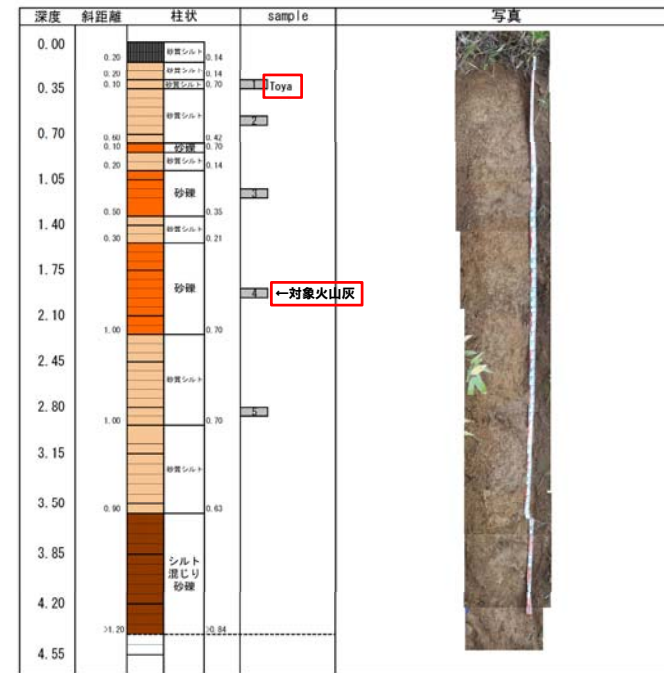 深度 斜距離 柱状 sample 写真
0.00
砂質シルト
0.20 0.14
0.20 砂質シルト 0.14
0.10 砂質シルト 0.70 1 Toya
0.35
砂質シルト 2
0.70
0.60 0.42
0.10 砂礫 0.70
0.20 砂質シルト 0.14
1.05
砂礫 3
0.50 0.35
1.40
砂質シルト
0.30 0.21
1.75
砂礫 4 ←対象火山灰
2.10
1.00 0.70
2.45
砂質シルト
2.80 5
1.00 0.70
3.15
砂質シルト
3.50
0.90 0.63
3.85
シルト
混じり
砂礫
4.20
>1.20 >0.84
4.55